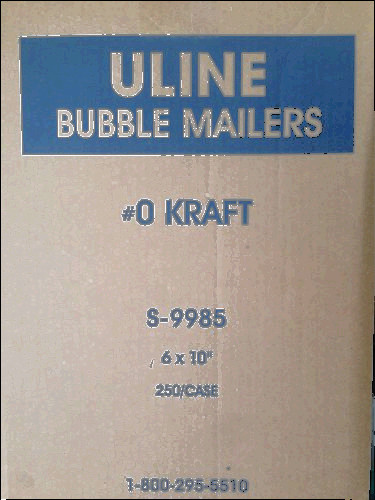 ULINE
BUBBLE MAILERS
#0 KRAFT
S-9985
6 x 10"
250/CASE
1-800-295-5510